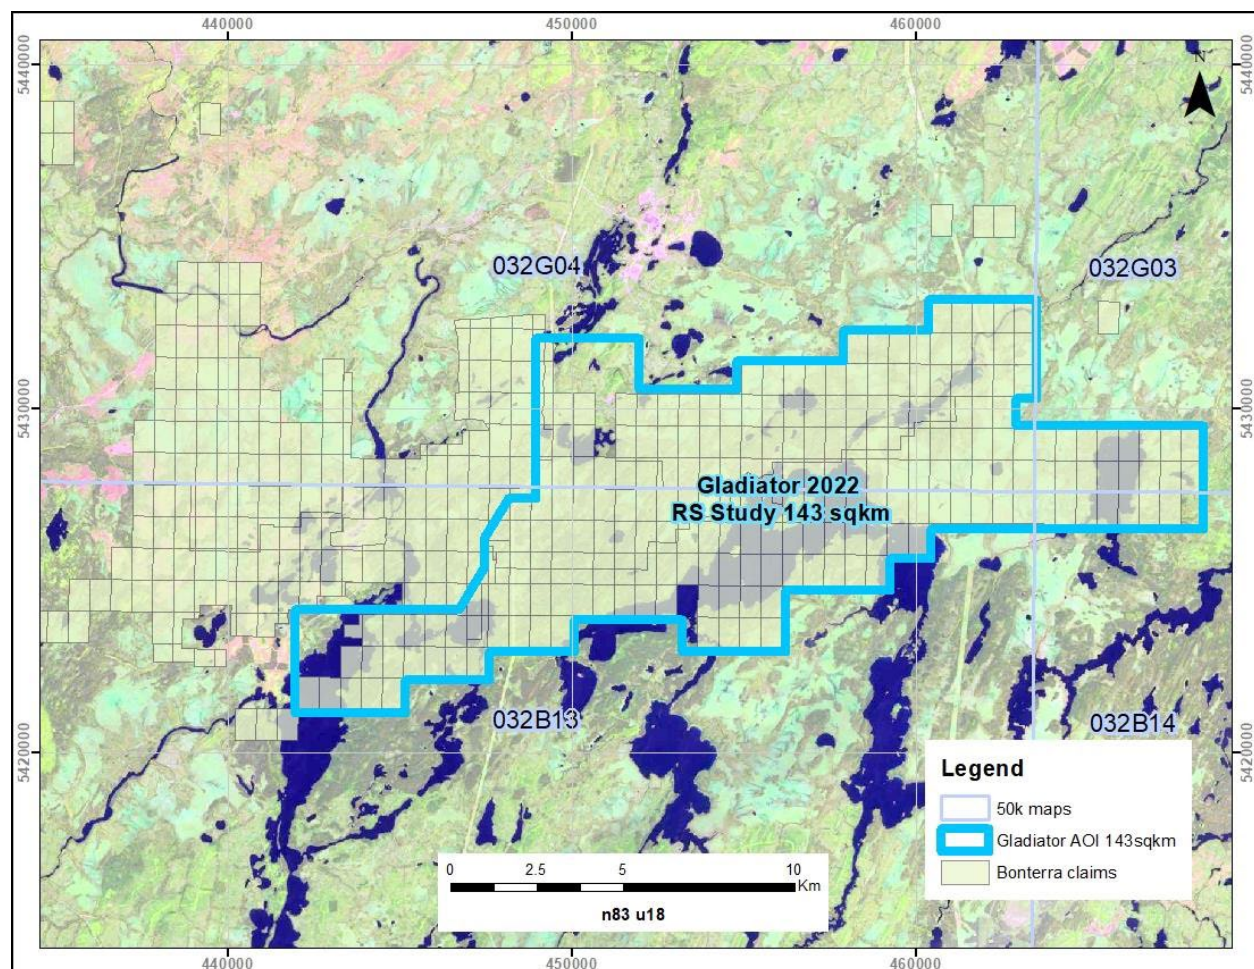 440000 450000 460000
5440000 5440000
N
032G04 032G03
5430000 5430000
Gladiator 2022
RS Study 143 sqkm
032B13 032B14
5420000 5420000
Legend
50k maps
Gladiator AOI 143sqkm
Bonterra claims
0 2.5 5 10
Km
n83 u18
440000 450000 460000